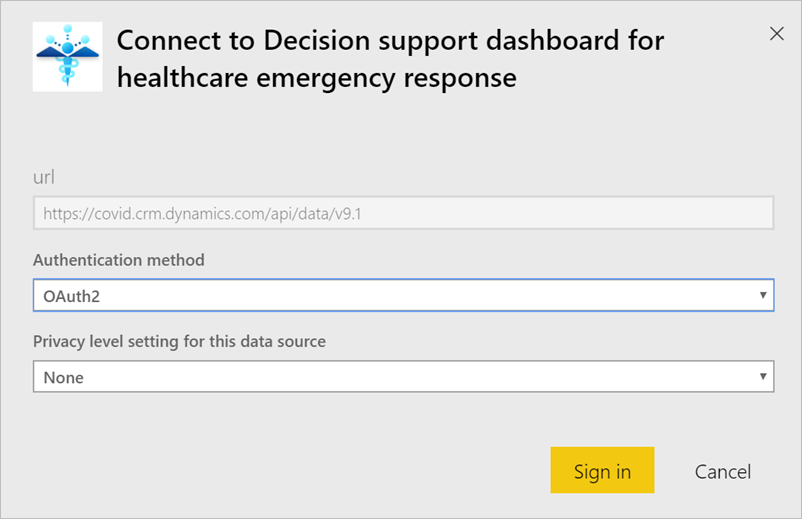 Connect to Decision support dashboard for
healthcare emergency response
url
https://covid.crm.dynamics.com/api/data/v9.1
Authentication method
OAuth2
Privacy level setting for this data source
None
Sign in
Cancel